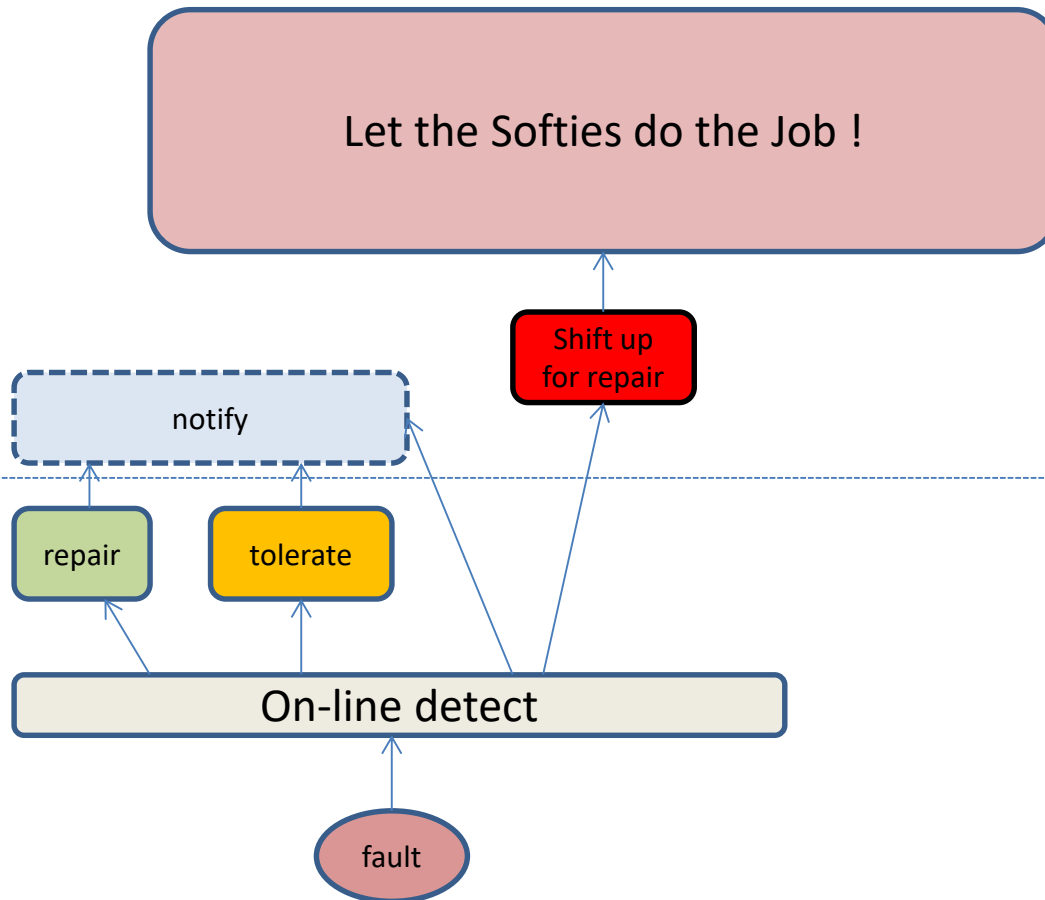 Let the Softies do the Job !
Shift up
for repair
notify
repair
tolerate
On-line detect
fault